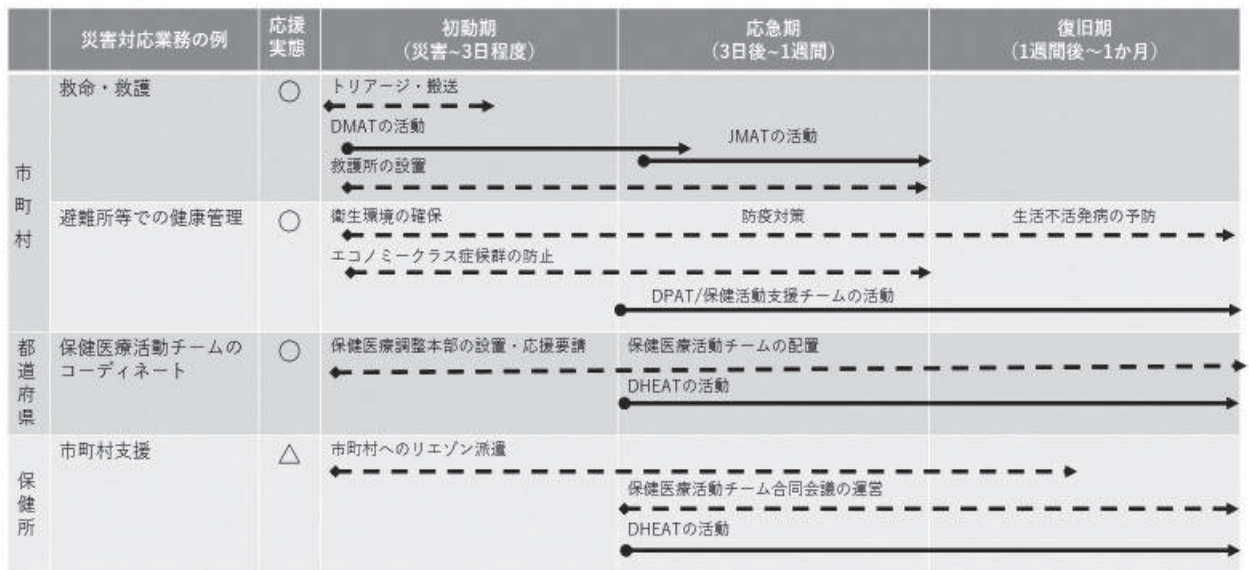 災害対応業務の例
応援
実態
初動期
(災害~3日程度)
応急期
(3日後~1週間)
復旧期
(1週間後～1か月)
市町村
救命・救護
○
トリアージ・搬送
DMATの活動
JMATの活動
救護所の設置
避難所等での健康管理
○
衛生環境の確保
防疫対策
生活不活発病の予防
エコノミークラス症候群の防止
DPAT/保健活動支援チームの活動
都道府県
保健医療活動チームの
コーディネート
○
保健医療調整本部の設置・応援要請
保健医療活動チームの配置
DHEATの活動
保健所
市町村支援
△
市町村へのリエゾン派遣
保健医療活動チーム合同会議の運営
DHEATの活動